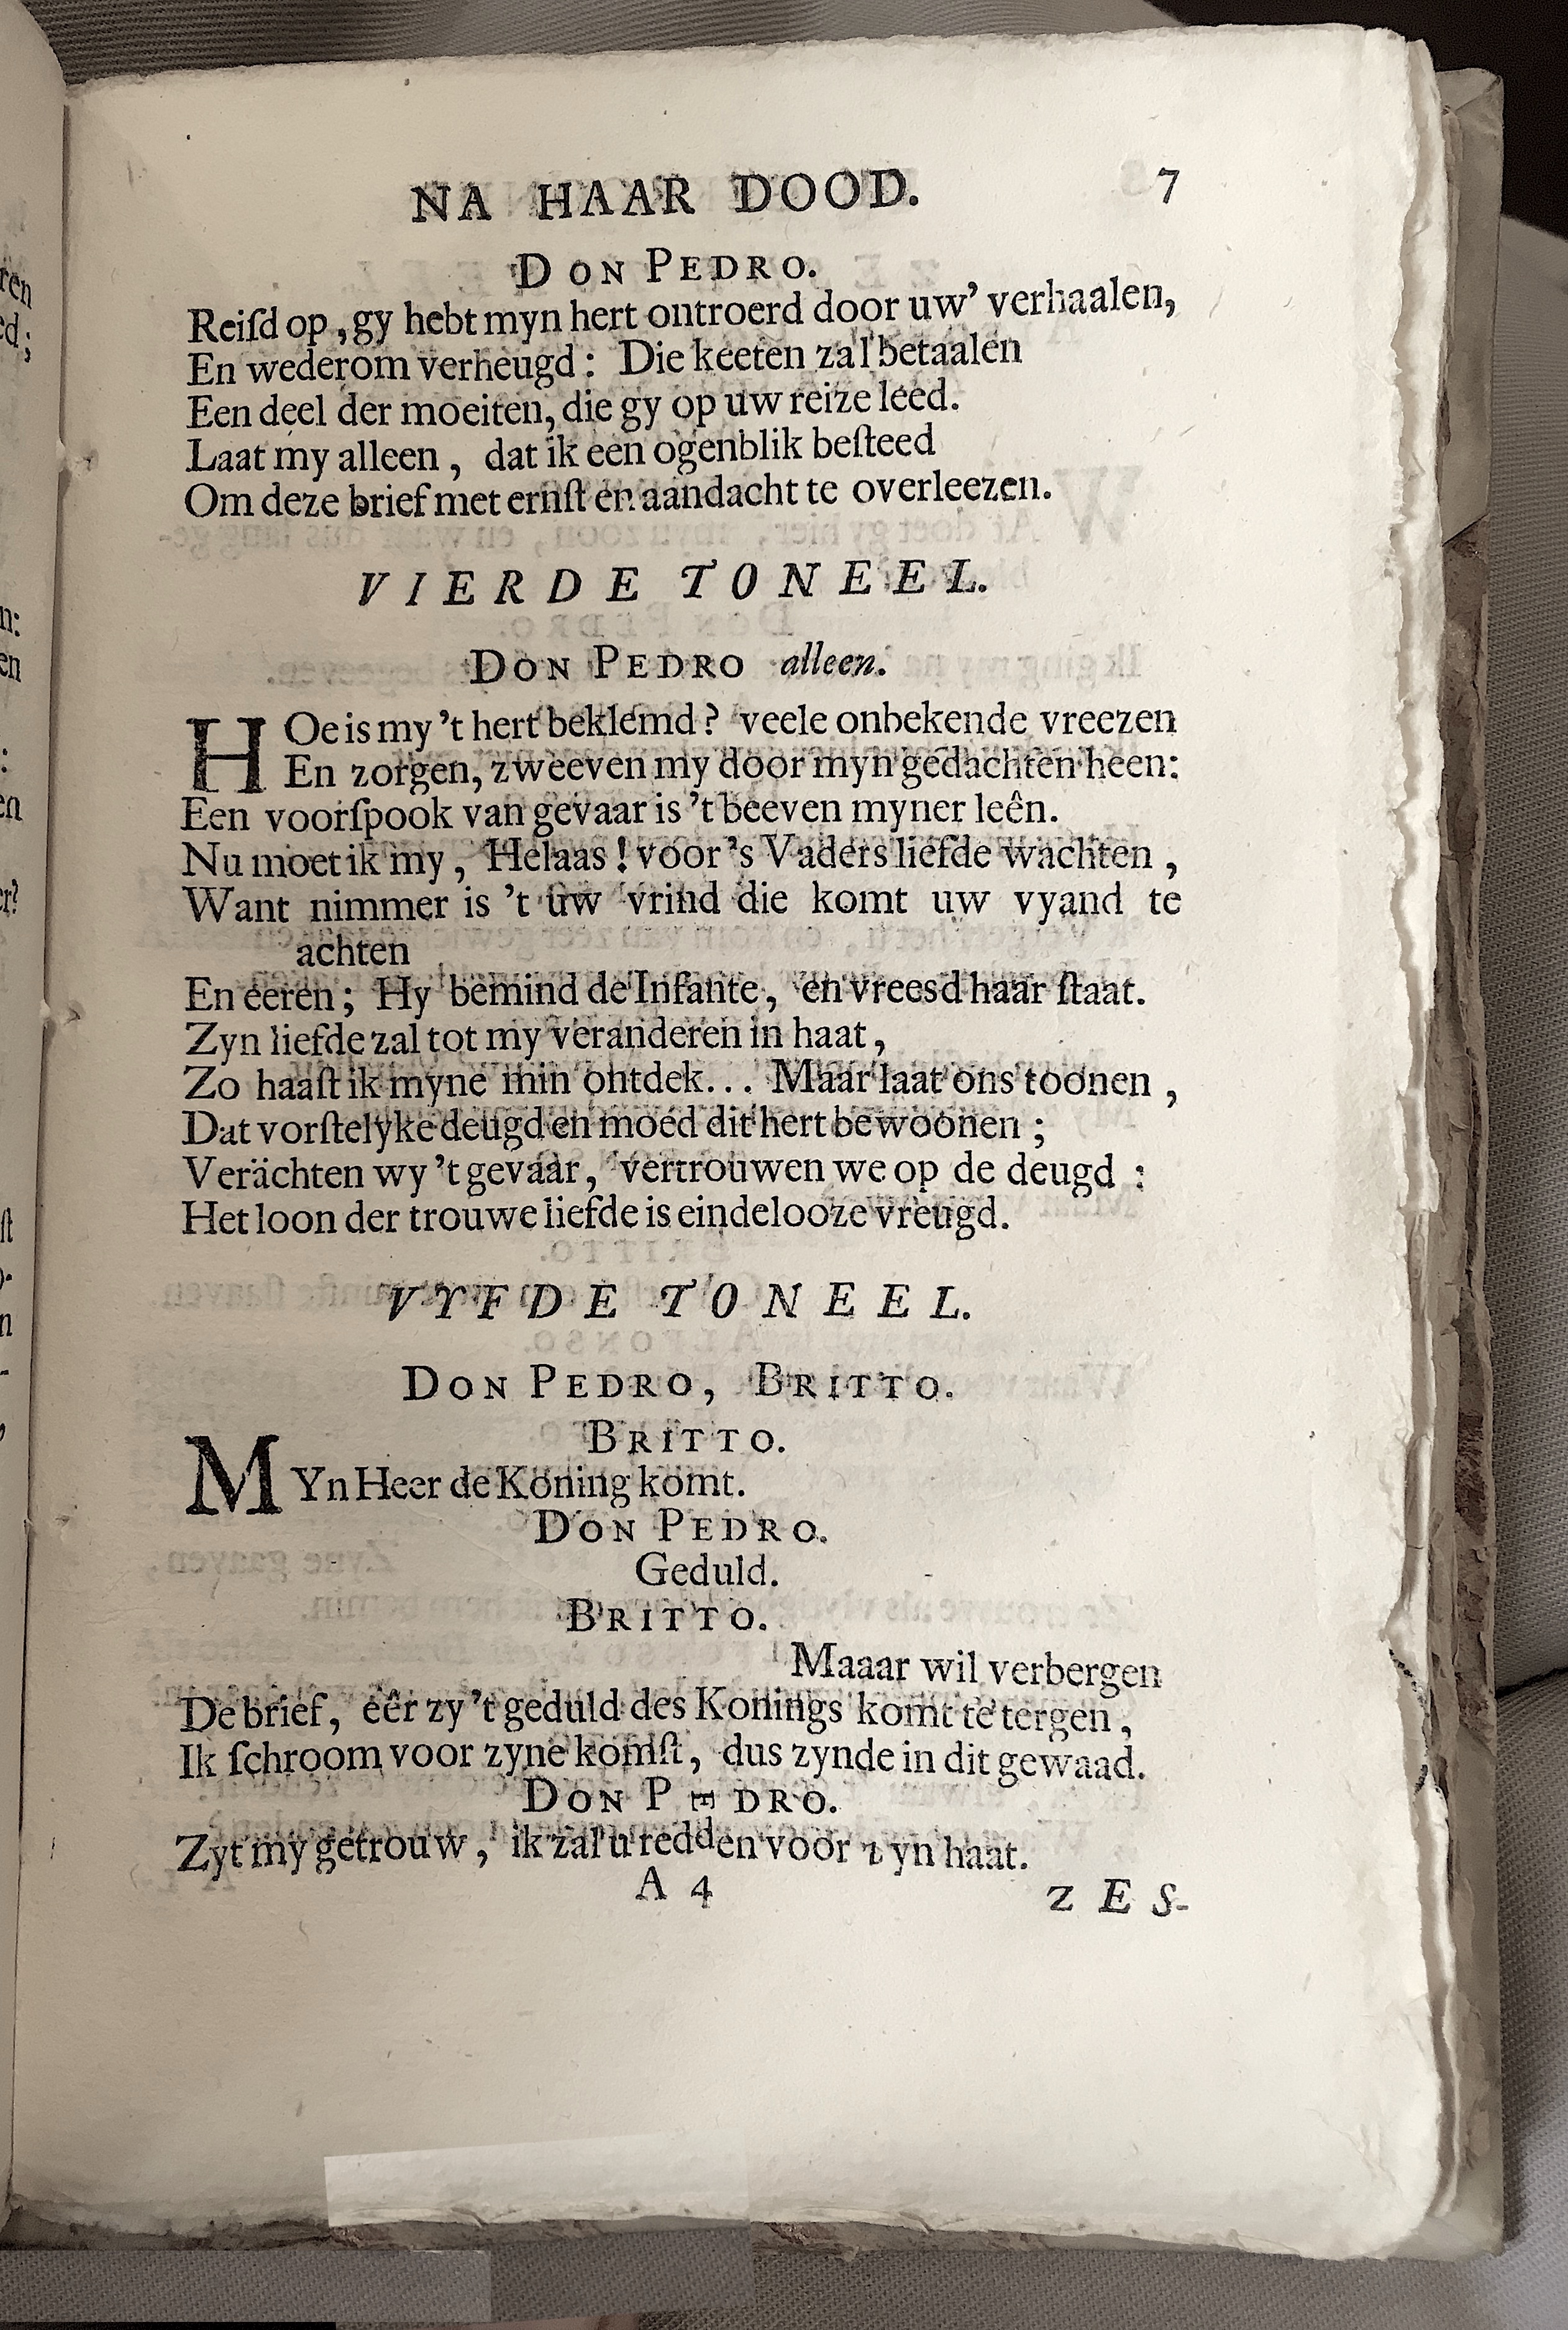 NA HAAR DOOD. 7
DON PEDRO.
Reiſd op, gy hebt myn hert ontroerd door uw’ verhaalen,
En wederom verheugd: Die keeten zal betaalen
Een deel der moeiten, die gy op uw reize leed.
Laat my alleen, dat ik een ogenblik beſteed
Om deze brief met ernſt en aandacht te overleezen.
VIERDE TONEEL.
DON PEDRO alleen.
HOe is my ’t hert beklemd? veele onbekende vreezen
En zorgen, zweeven my door myn gedachten heen:
Een voorſpook van gevaar is ’t beeven myner leên.
Nu moet ik my, Helaas! voor ’s Vaders liefde wachten,
Want nimmer is ’t uw vrind die komt uw vyand te
achten
En eeren; Hy bemind de Infante, en vreesd haar ſtaat.
Zyn liefde zal tot my veranderen in haat,
Zo haaſt ik myne min ontdek... Maar laat ons toonen,
Dat vorſtelyke deugd en moed dit hert bewoonen;
Verächten wy ’t gevaar, vertrouwen we op de deugd:
Het loon der trouwe liefde is eindelooze vreugd.
VYFDE TONEEL.
DON PEDRO, BRITTO.
BRITTO.
MYn Heer de Koning komt.
DON PEDRO.
Geduld.
BRITTO.
Maaar wil verbergen
De brief, eêr zy ’t geduld des Konings komt te tergen,
Ik ſchroom voor zyne komſt, dus zynde in dit gewaad.
DON PEDRO.
Zyt my getrouw, ik zal u redden voor zyn haat.
A 4 ZES-